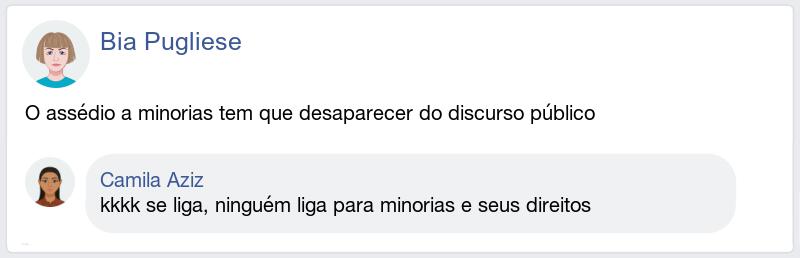 Bia Pugliese
O assédio a minorias tem que desaparecer do discurso público
Camila Aziz
kkkk se liga, ninguém liga para minorias e seus direitos